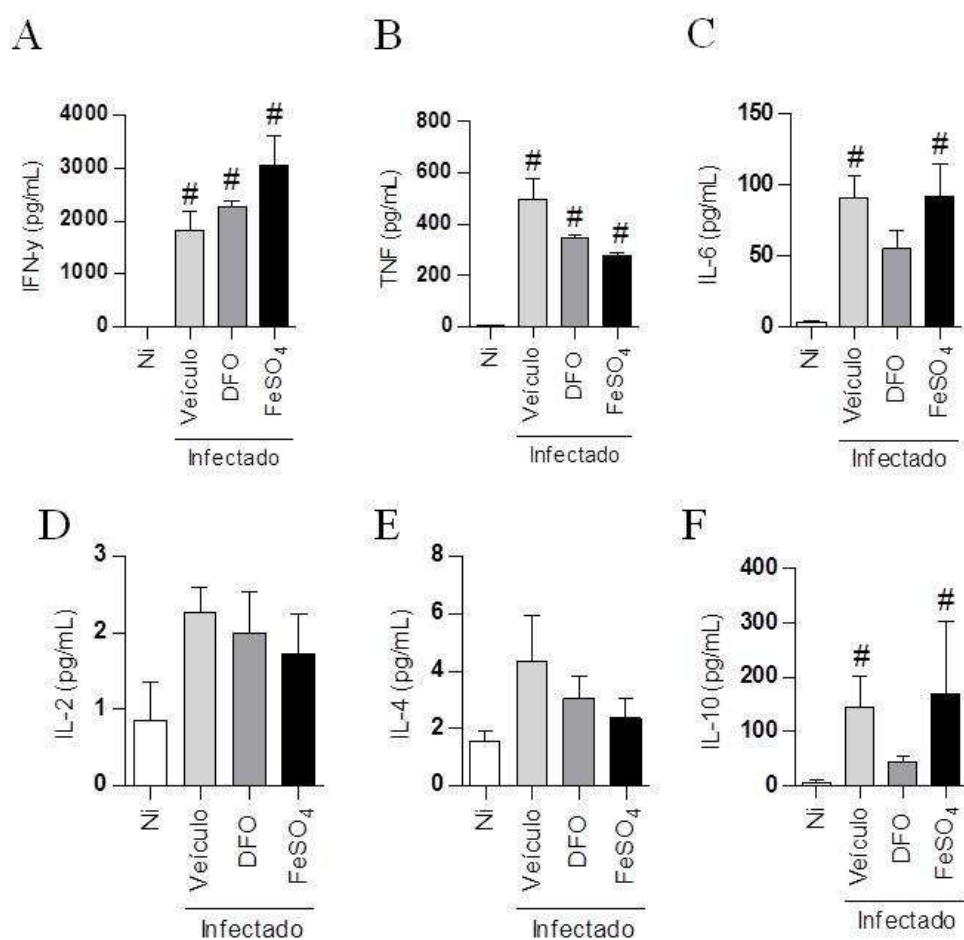 A
IFN-y (pg/mL)
4000
3000
2000
1000
0
# # #
Ni
Veículo
DFO
FeSO₄
Infectado
B
TNF (pg/mL)
800
600
400
200
0
# # #
Ni
Veículo
DFO
FeSO₄
Infectado
C
IL-6 (pg/mL)
150
100
50
0
# #
Ni
Veículo
DFO
FeSO₄
Infectado
D
IL-2 (pg/mL)
3
2
1
0
Ni
Veículo
DFO
FeSO₄
Infectado
E
IL-4 (pg/mL)
8
6
4
2
0
Ni
Veículo
DFO
FeSO₄
Infectado
F
IL-10 (pg/mL)
400
300
200
100
0
# #
Ni
Veículo
DFO
FeSO₄
Infectado